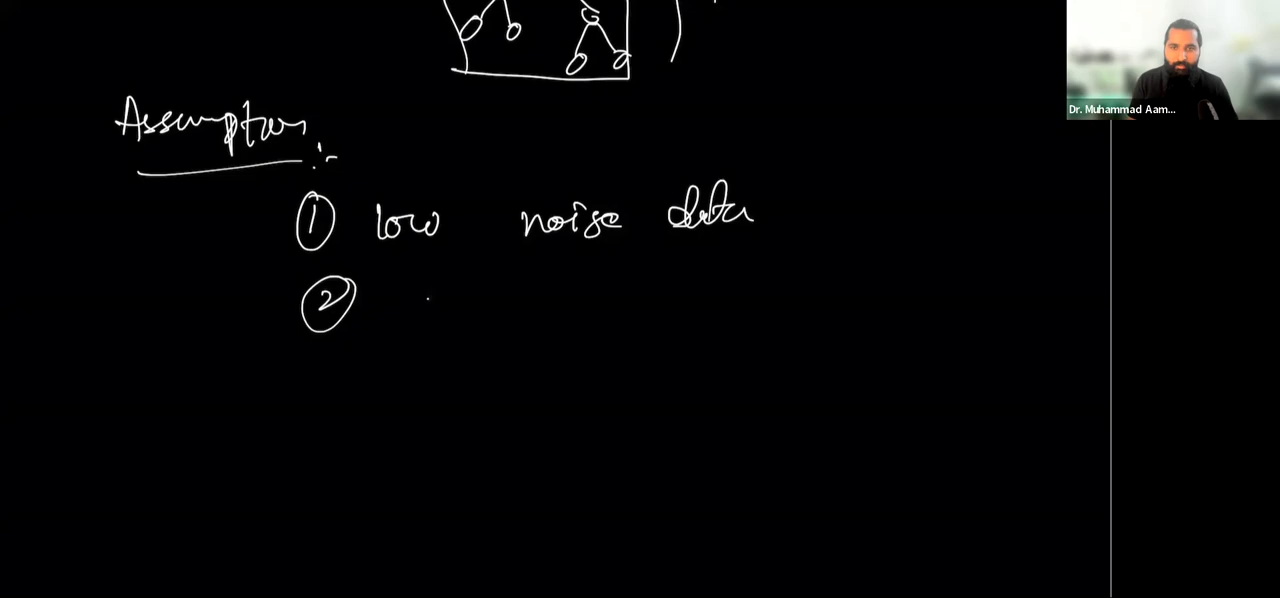 Dr. Muhammad Aam...
Assumption :-
① low noise data
②